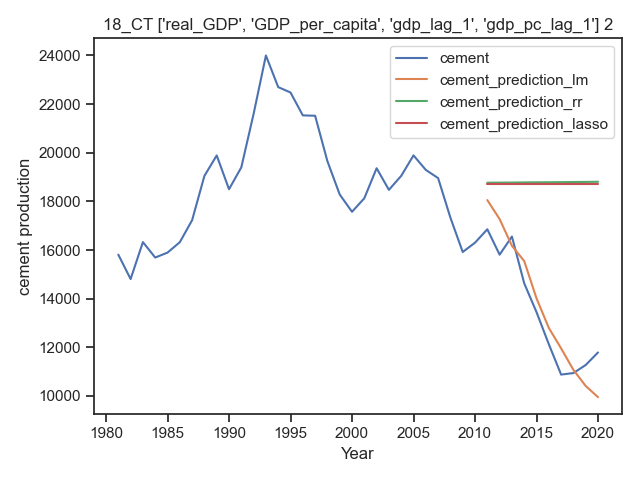 18_CT ['real_GDP', 'GDP_per_capita', 'gdp_lag_1', 'gdp_pc_lag_1'] 2
cement
cement_prediction_lm
cement_prediction_rr
cement_prediction_lasso
24000
22000
20000
18000
16000
14000
12000
10000
cement production
1980 1985 1990 1995 2000 2005 2010 2015 2020
Year